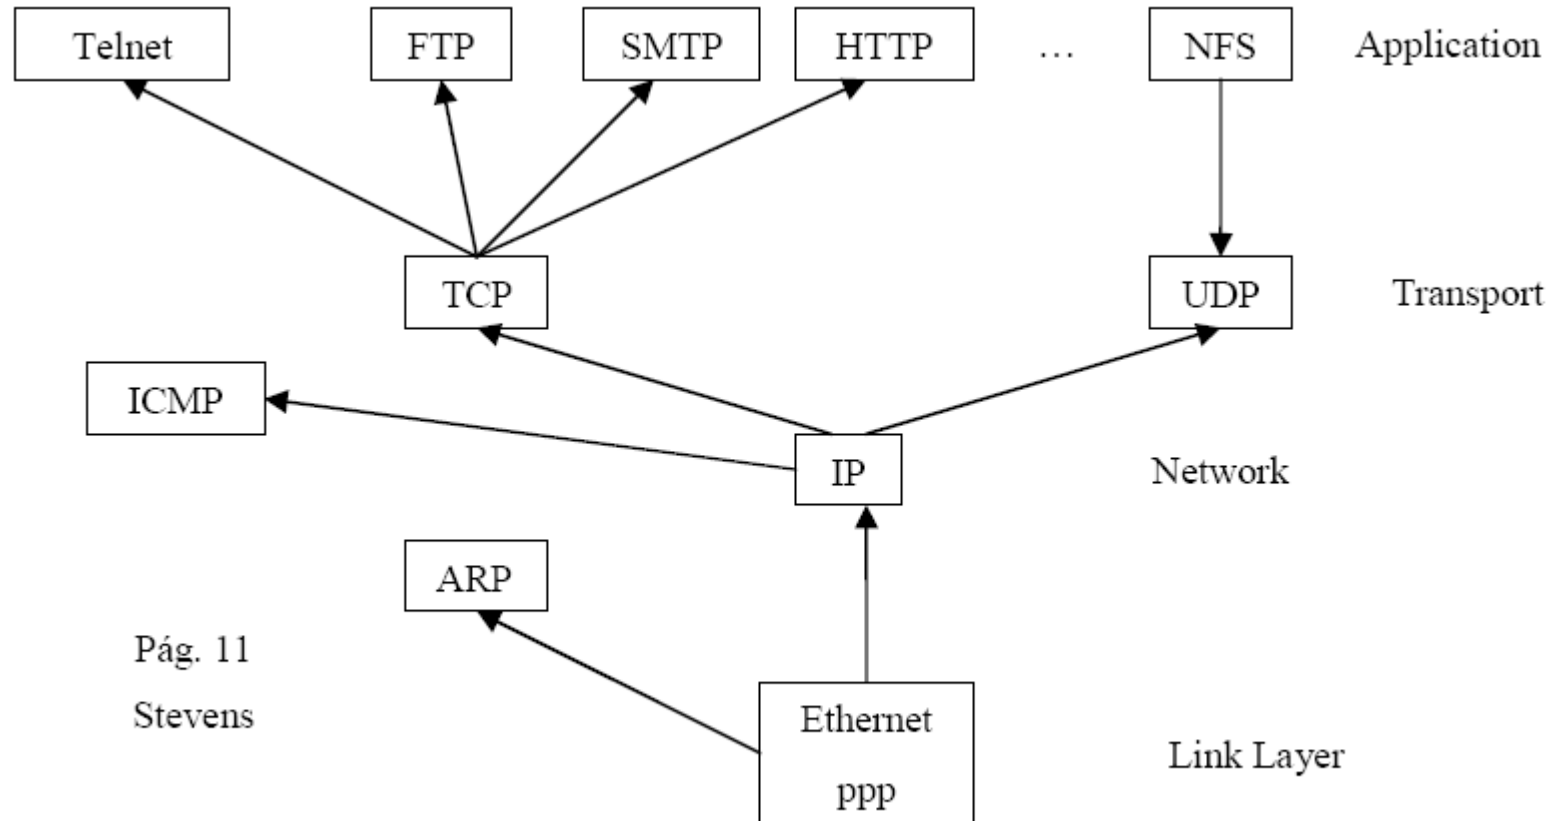 Telnet FTP SMTP HTTP … NFS Application
TCP UDP Transport
ICMP
IP Network
ARP
Pág. 11
Stevens
Ethernet
Link Layer
ppp